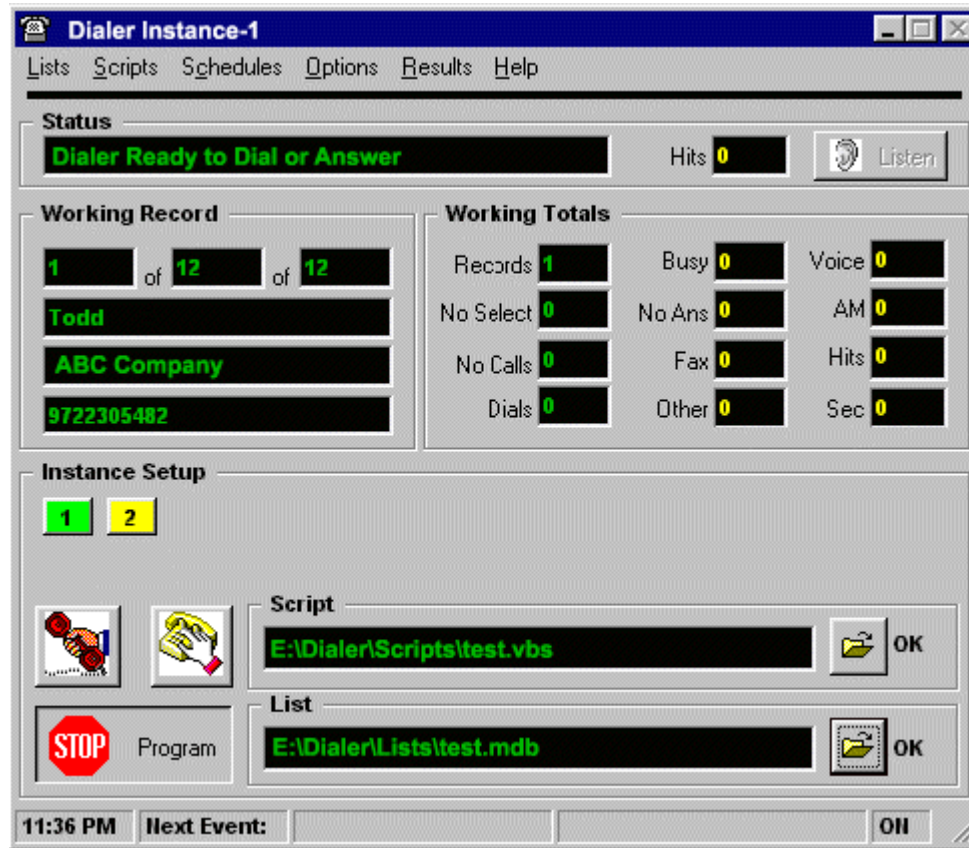 Dialer Instance-1
Lists Scripts Schedules Options Results Help
Status
Dialer Ready to Dial or Answer Hits 0 Listen
Working Record
1 of 12 of 12
Todd
ABC Company
9722305482
Working Totals
Records 1 Busy 0 Voice 0
No Select 0 No Ans 0 AM 0
No Calls 0 Fax 0 Hits 0
Dials 0 Other 0 Sec 0
Instance Setup
1 2
Script
E:\Dialer\Scripts\test.vbs OK
List
STOP Program E:\Dialer\Lists\test.mdb OK
11:36 PM Next Event: ON